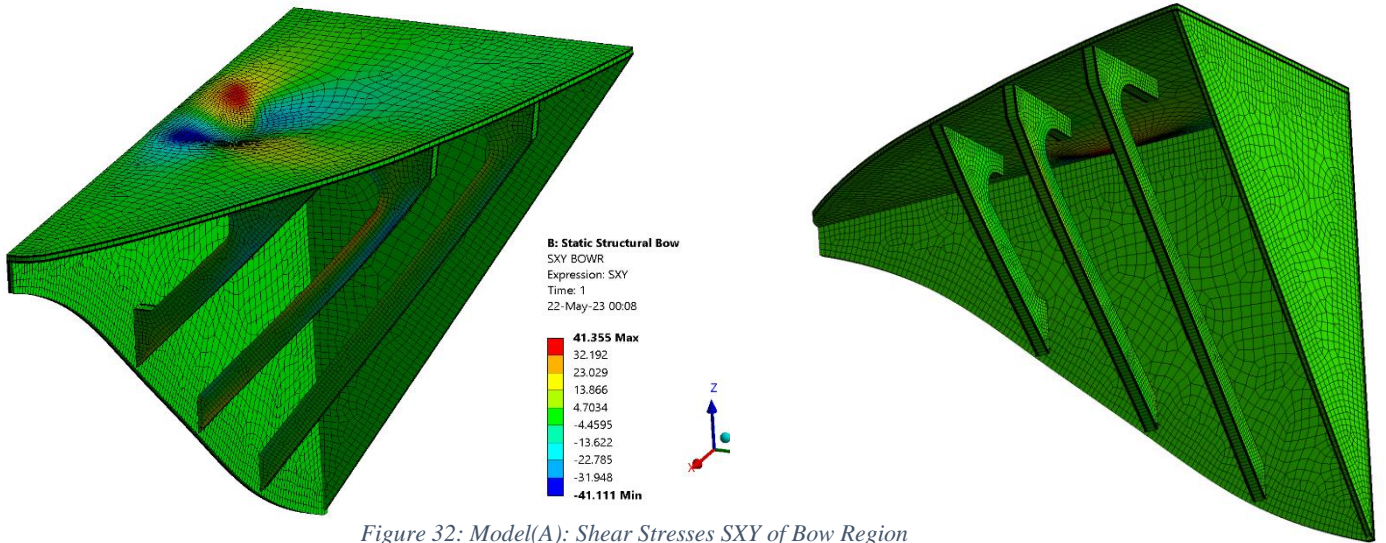 B: Static Structural Bow
SXY BOWR
Expression: SXY
Time: 1
22-May-23 00:08
41.355 Max
32.192
23.029
13.866
4.7034
-4.4595
-13.622
-22.785
-31.948
-41.111 Min
Z
X
Figure 32: Model(A): Shear Stresses SXY of Bow Region